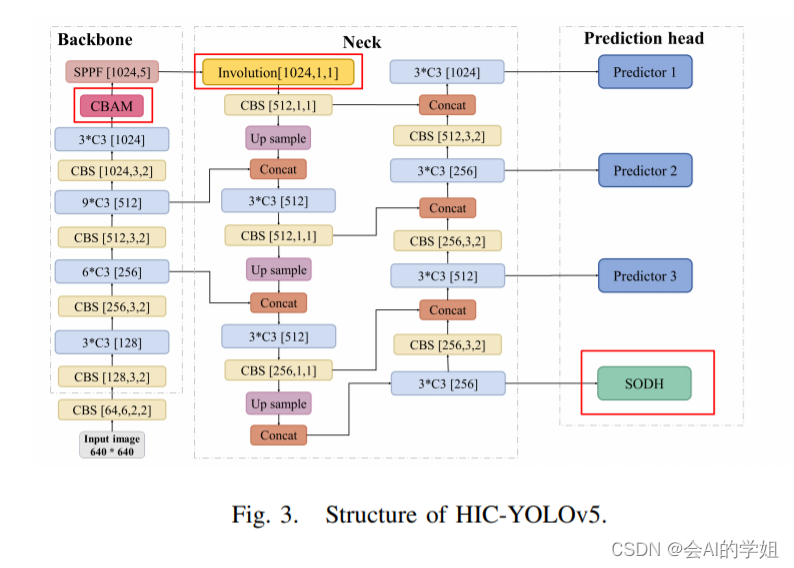 Backbone
Neck
Prediction head
SPPF [1024,5]
CBAM
3*C3 [1024]
CBS [1024,3,2]
9*C3 [512]
CBS [512,3,2]
6*C3 [256]
CBS [256,3,2]
3*C3 [128]
CBS [128,3,2]
CBS [64,6,2,2]
Input image
640 * 640
Involution[1024,1,1]
CBS [512,1,1]
Up sample
Concat
3*C3 [512]
CBS [512,1,1]
Up sample
Concat
3*C3 [512]
CBS [256,1,1]
Up sample
Concat
3*C3 [1024]
Concat
CBS [512,3,2]
3*C3 [256]
Concat
CBS [256,3,2]
3*C3 [512]
Concat
CBS [256,3,2]
3*C3 [256]
Predictor 1
Predictor 2
Predictor 3
SODH
Fig. 3. Structure of HIC-YOLOv5.
CSDN @会AI的学姐